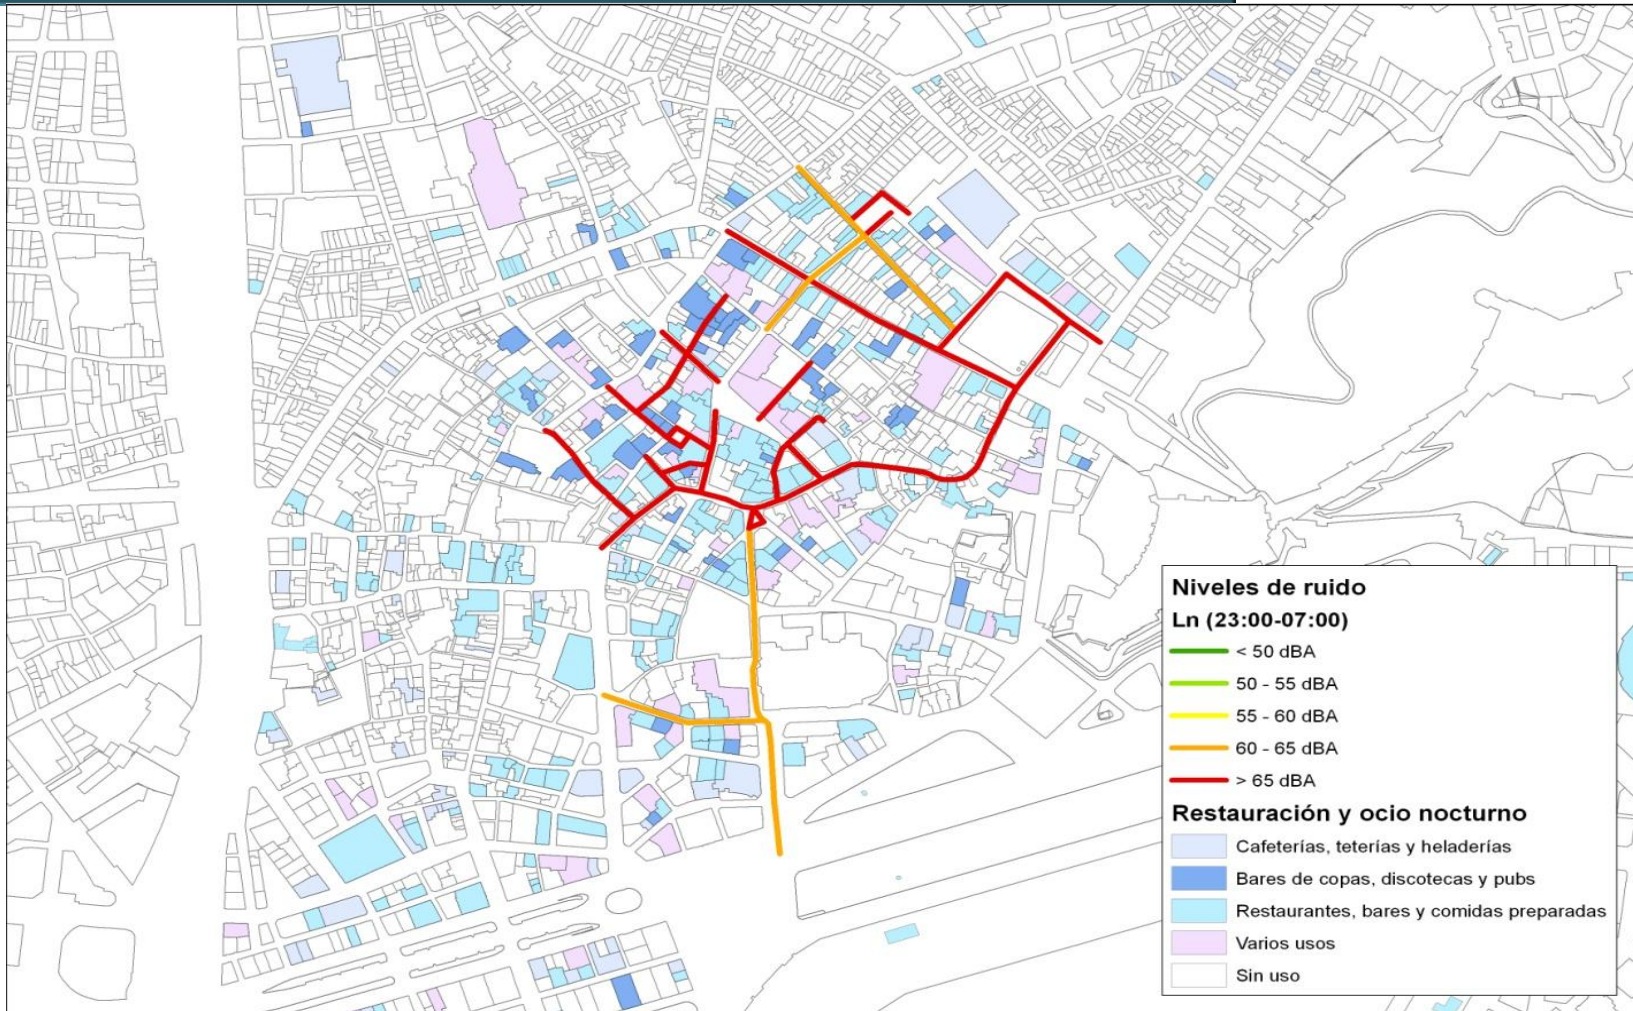 Niveles de ruido
Ln (23:00-07:00)
< 50 dBA
50 - 55 dBA
55 - 60 dBA
60 - 65 dBA
> 65 dBA
Restauración y ocio nocturno
Cafeterías, teterías y heladerías
Bares de copas, discotecas y pubs
Restaurantes, bares y comidas preparadas
Varios usos
Sin uso